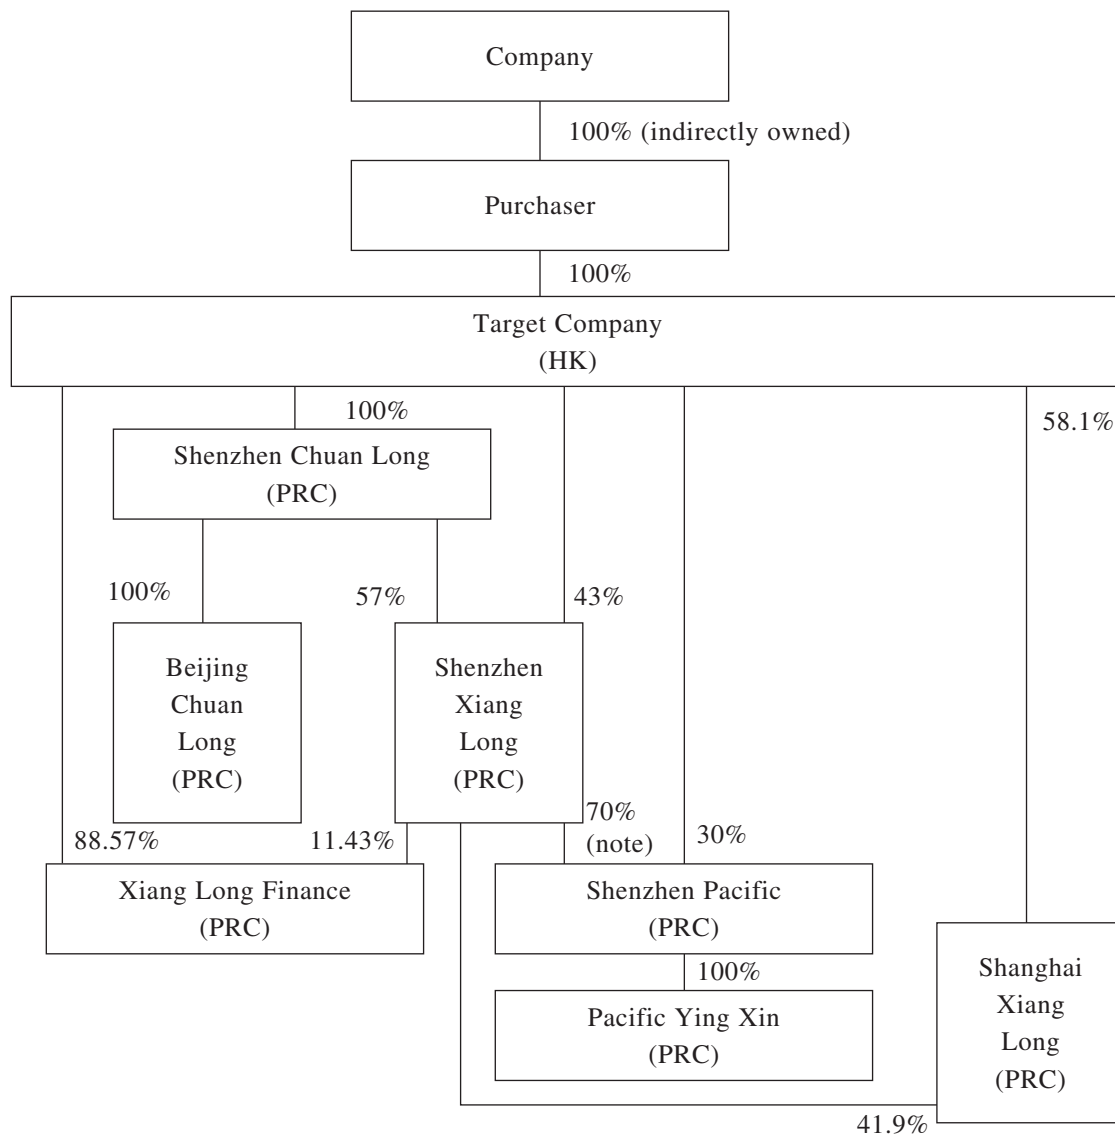 Company
100% (indirectly owned)
Purchaser
100%
Target Company
(HK)
100%
58.1%
Shenzhen Chuan Long
(PRC)
100%
57%
43%
Beijing
Chuan
Long
(PRC)
Shenzhen
Xiang
Long
(PRC)
88.57%
11.43%
70%
(note)
30%
Xiang Long Finance
(PRC)
Shenzhen Pacific
(PRC)
100%
Pacific Ying Xin
(PRC)
Shanghai
Xiang
Long
(PRC)
41.9%